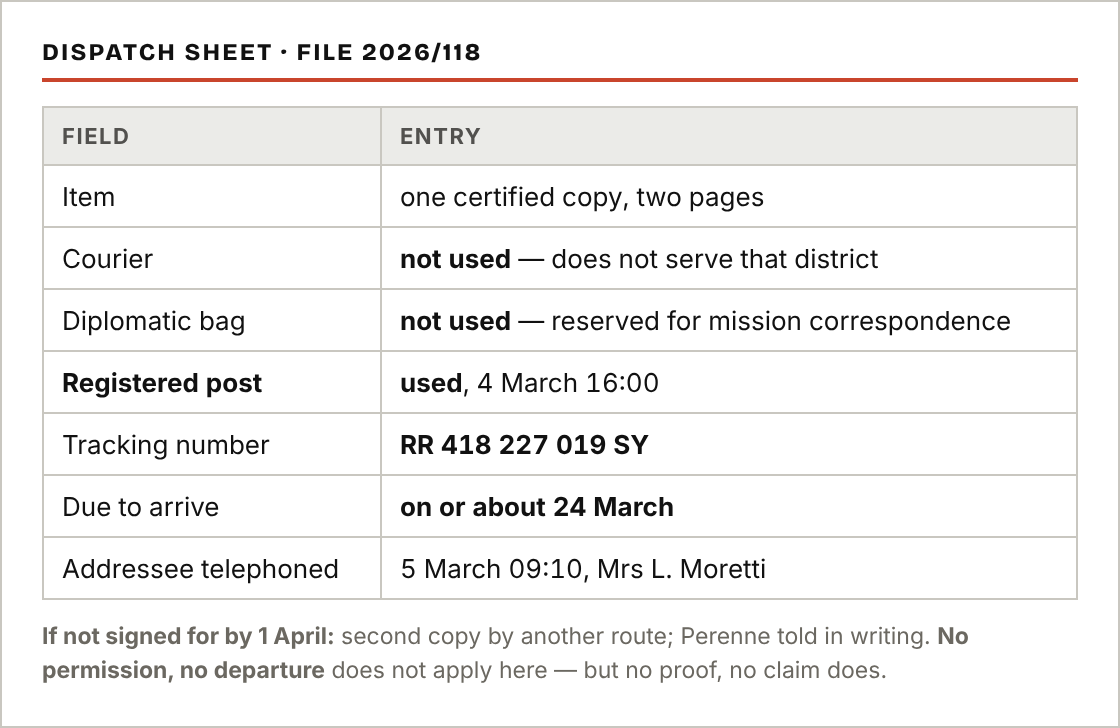 DISPATCH SHEET · FILE 2026/118
FIELD ENTRY
Item one certified copy, two pages
Courier not used — does not serve that district
Diplomatic bag not used — reserved for mission correspondence
Registered post used, 4 March 16:00
Tracking number RR 418 227 019 SY
Due to arrive on or about 24 March
Addressee telephoned 5 March 09:10, Mrs L. Moretti
If not signed for by 1 April: second copy by another route; Perenne told in writing. No
permission, no departure does not apply here — but no proof, no claim does.